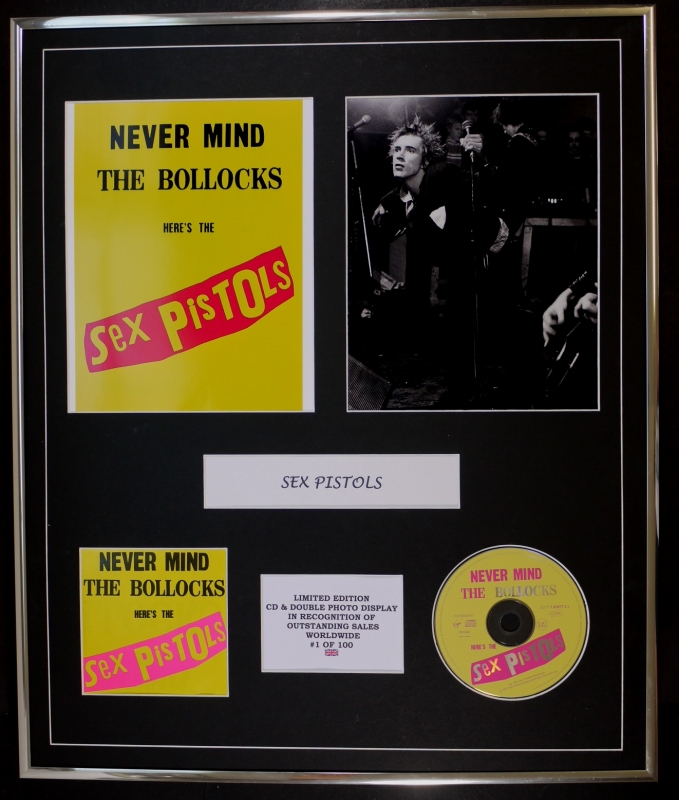 NEVER MIND
THE BOLLOCKS
HERE'S THE
SEX PISTOLS
SEX PISTOLS
NEVER MIND
THE BOLLOCKS
HERE'S THE
SEX PISTOLS
LIMITED EDITION
CD & DOUBLE PHOTO DISPLAY
IN RECOGNITION OF
OUTSTANDING SALES
WORLDWIDE
#1 OF 100
NEVER MIND
THE BOLLOCKS
HERE'S THE
SEX PISTOLS